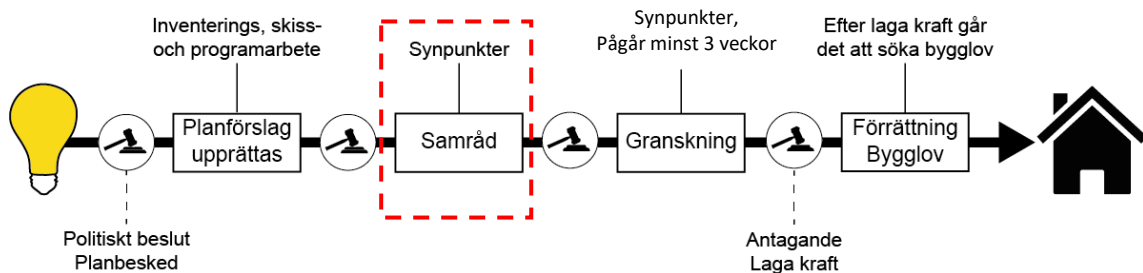 Inventerings, skiss-
och programarbete
Synpunkter
Synpunkter,
Pågår minst 3 veckor
Efter laga kraft går
det att söka bygglov
Planförslag
upprättas
Samråd
Granskning
Förrättning
Bygglov
Politiskt beslut
Planbesked
Antagande
Laga kraft